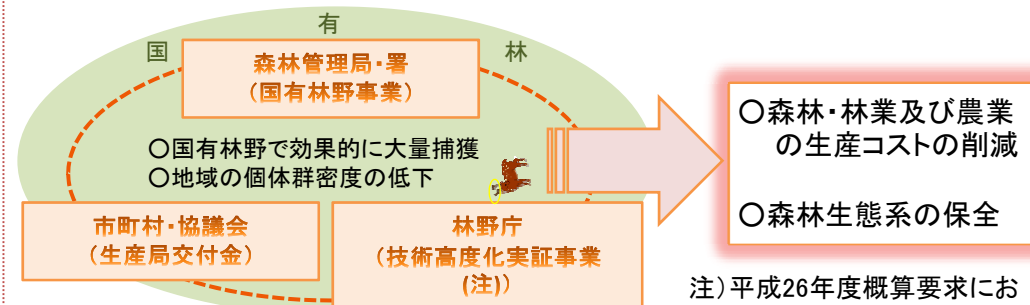 国有林
森林管理局・署
（国有林野事業）
○国有林野で効果的に大量捕獲
○地域の個体群密度の低下
市町村・協議会
（生産局交付金）
林野庁
（技術高度化実証事業
(注)）
○森林・林業及び農業
の生産コストの削減
○森林生態系の保全
注）平成26年度概算要求にお